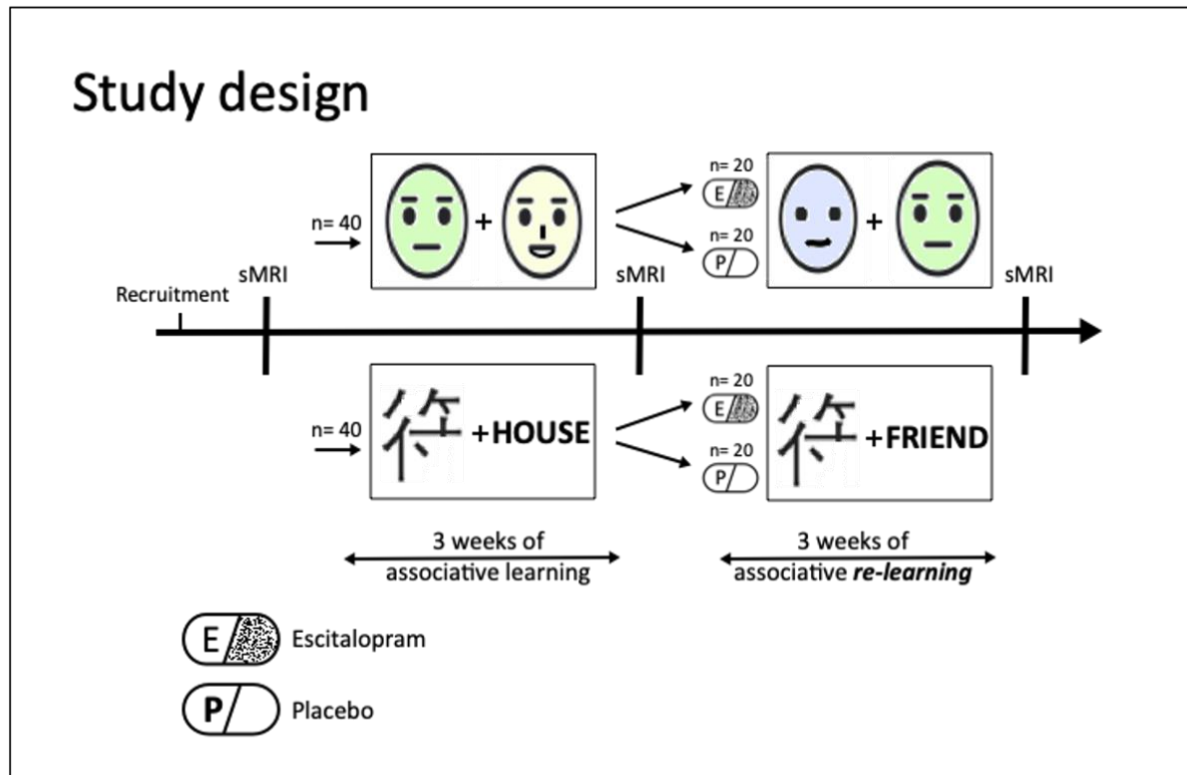 Study design
n= 40
+
n= 20
E
n= 20
P
+
Recruitment
sMRI
sMRI
sMRI
n= 40
+HOUSE
n= 20
E
n= 20
P
+FRIEND
3 weeks of
associative learning
3 weeks of
associative re-learning
E Escitalopram
P Placebo